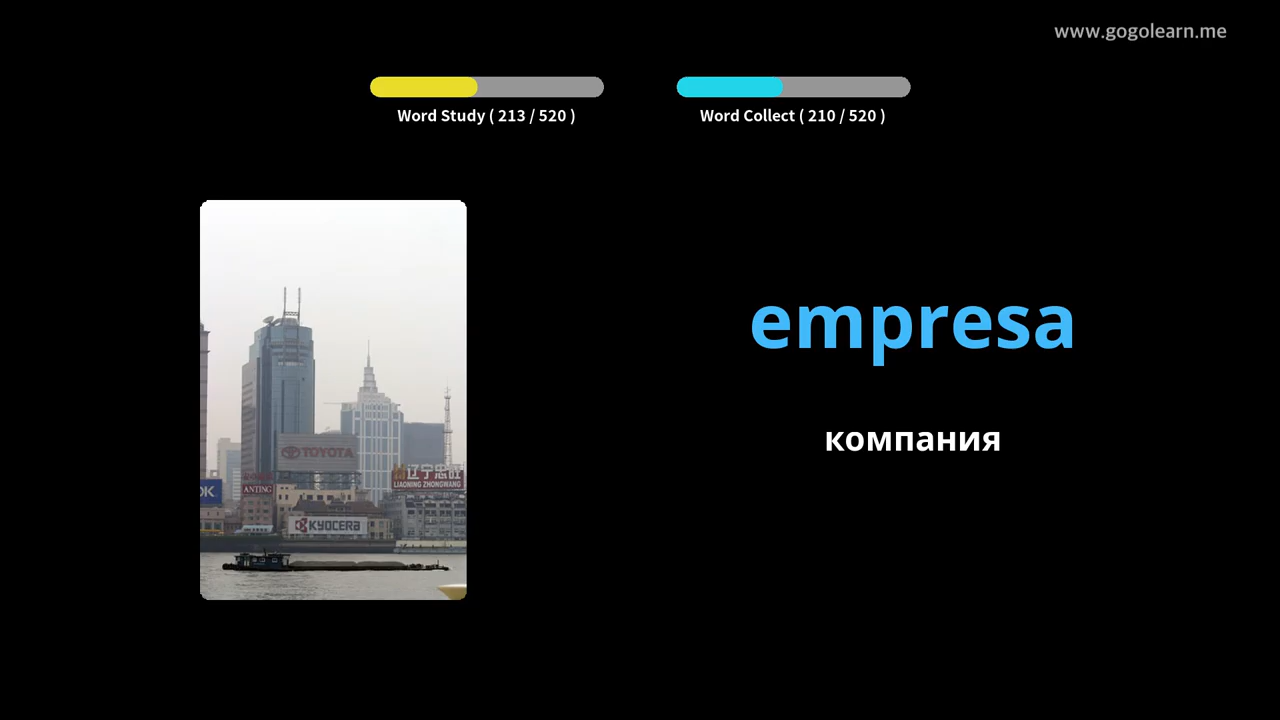 www.gogolearn.me
Word Study ( 213 / 520 )
Word Collect ( 210 / 520 )
empresa
компания
TOYOTA
辽宁忠旺
LIAONING ZHONGWANG
OK
ANTING
KYOCERA